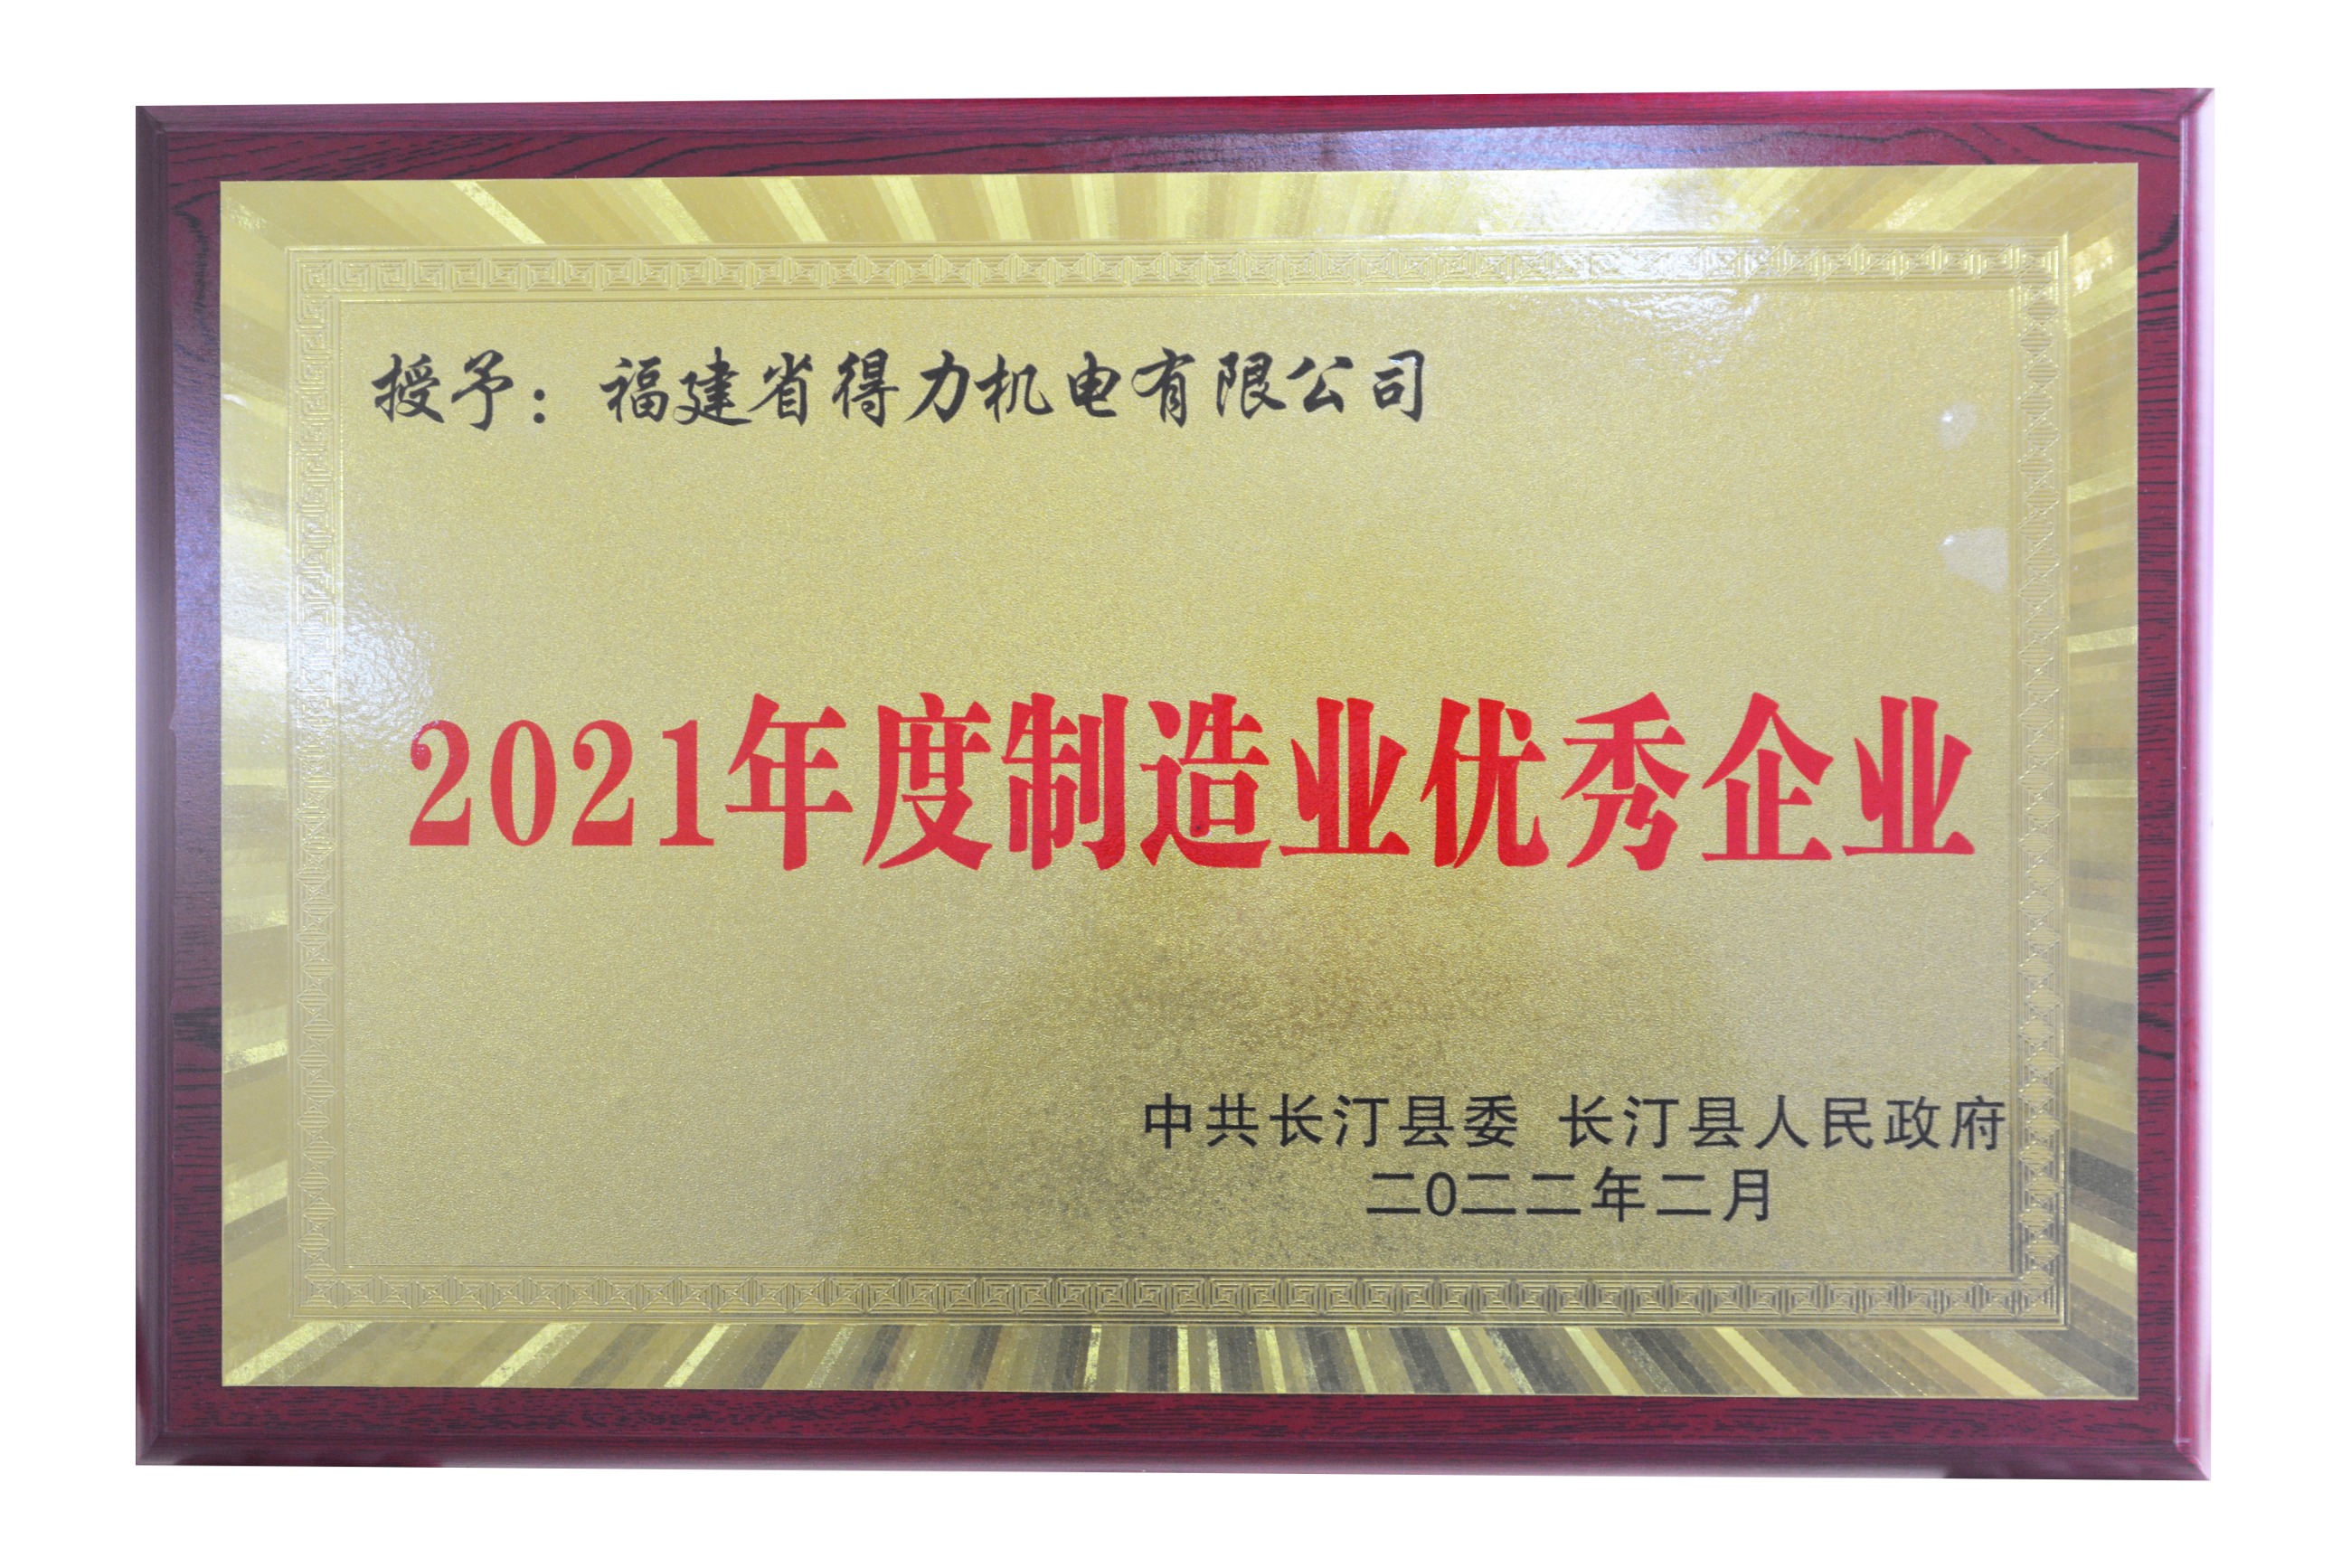 授予：福建省得力机电有限公司
2021年度制造业优秀企业
中共长汀县委 长汀县人民政府
二0二二年二月